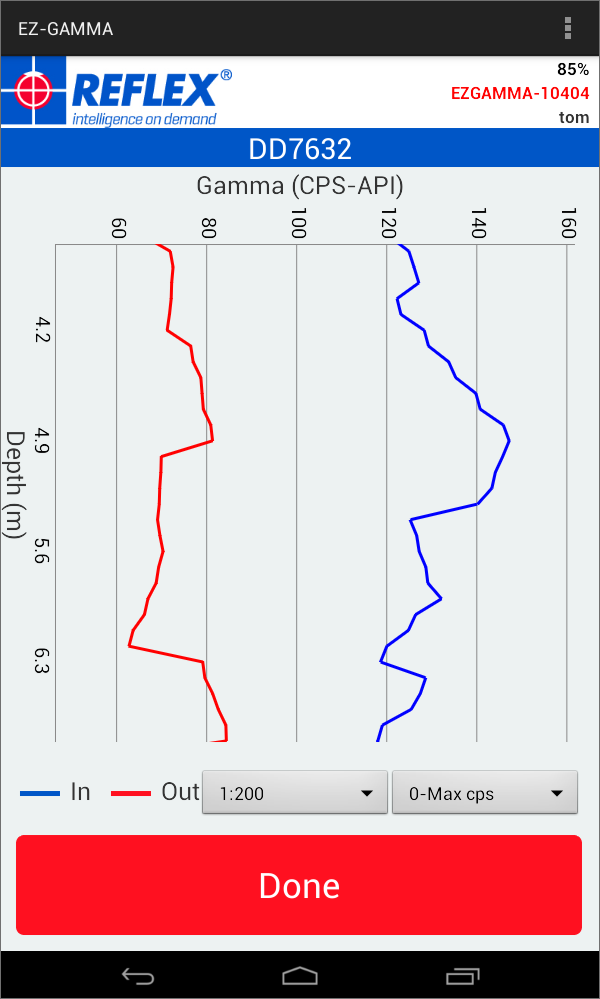 EZ-GAMMA
REFLEX®
intelligence on demand
85%
EZGAMMA-10404
tom
DD7632
Gamma (CPS-API)
60
80
100
120
140
160
Depth (m)
4.2
4.9
5.6
6.3
In
Out
1:200
0-Max cps
Done